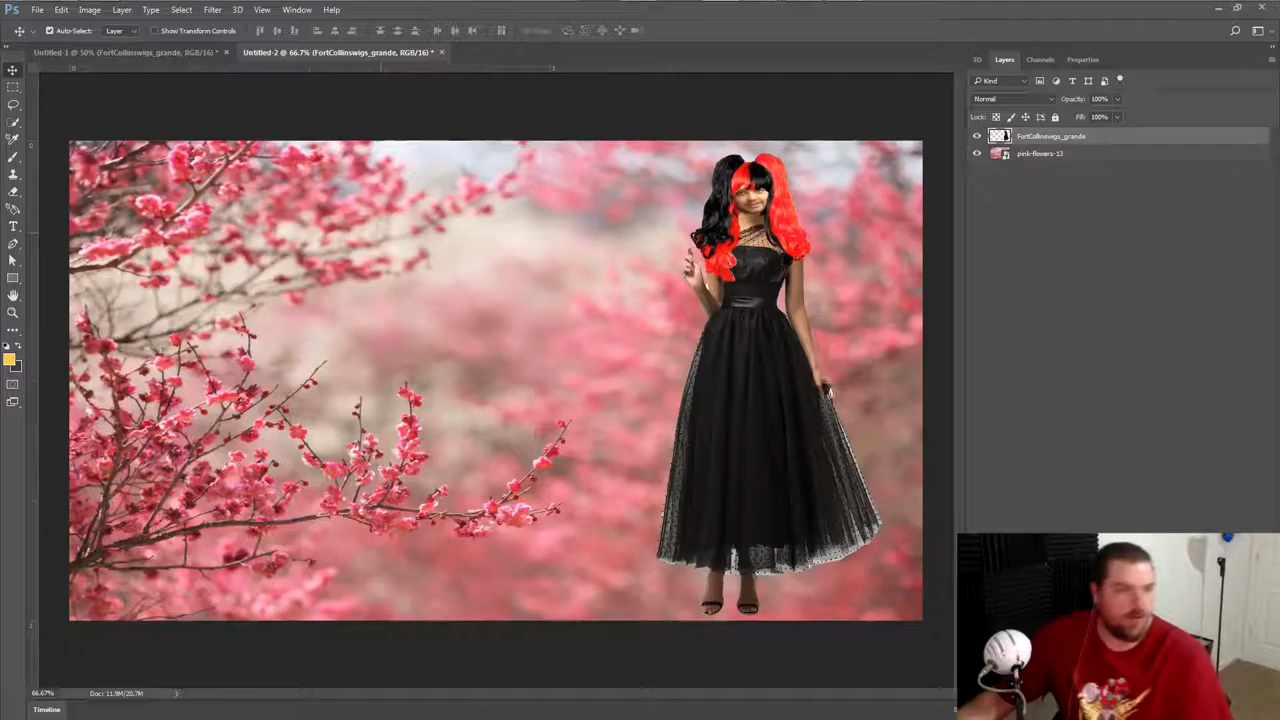 Ps File Edit Image Layer Type Select Filter 3D View Window Help
Auto-Select: Layer Show Transform Controls
Untitled-1 @ 50% (FortCollinswigs_grande, RGB/16) * × Untitled-2 @ 66.7% (FortCollinswigs_grande, RGB/16) * ×
3D Layers Channels Properties
Kind
Normal Opacity: 100%
Lock: Fill: 100%
FortCollinswigs_grande
pink-flowers-13
66.67% Doc: 11.9M/20.7M
Timeline